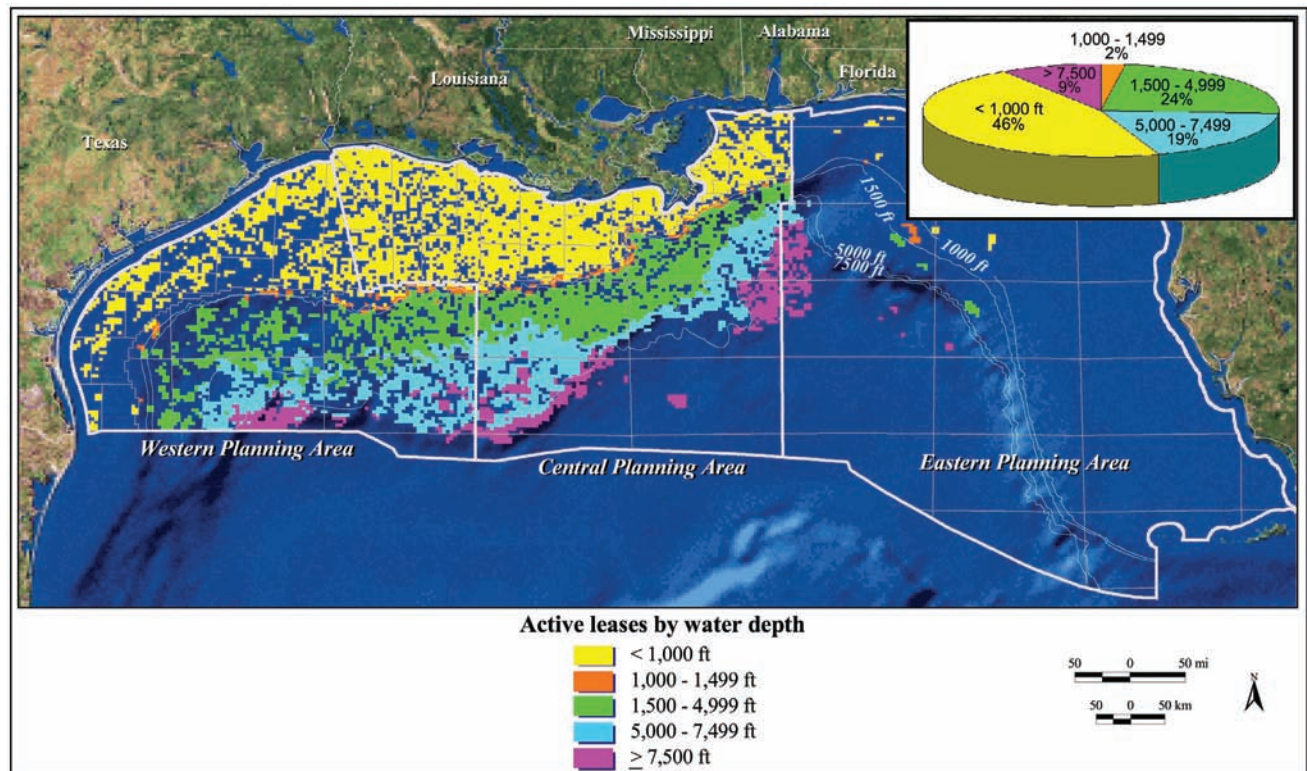 Mississippi
Alabama
Louisiana
Florida
Texas
1,000 - 1,499
2%
> 7,500
9%
1,500 - 4,999
24%
< 1,000 ft
46%
5,000 - 7,499
19%
1500 ft
1000 ft
5000 ft
7500 ft
Western Planning Area
Central Planning Area
Eastern Planning Area
Active leases by water depth
< 1,000 ft
1,000 - 1,499 ft
1,500 - 4,999 ft
5,000 - 7,499 ft
≥ 7,500 ft
50 0 50 mi
50 0 50 km
N